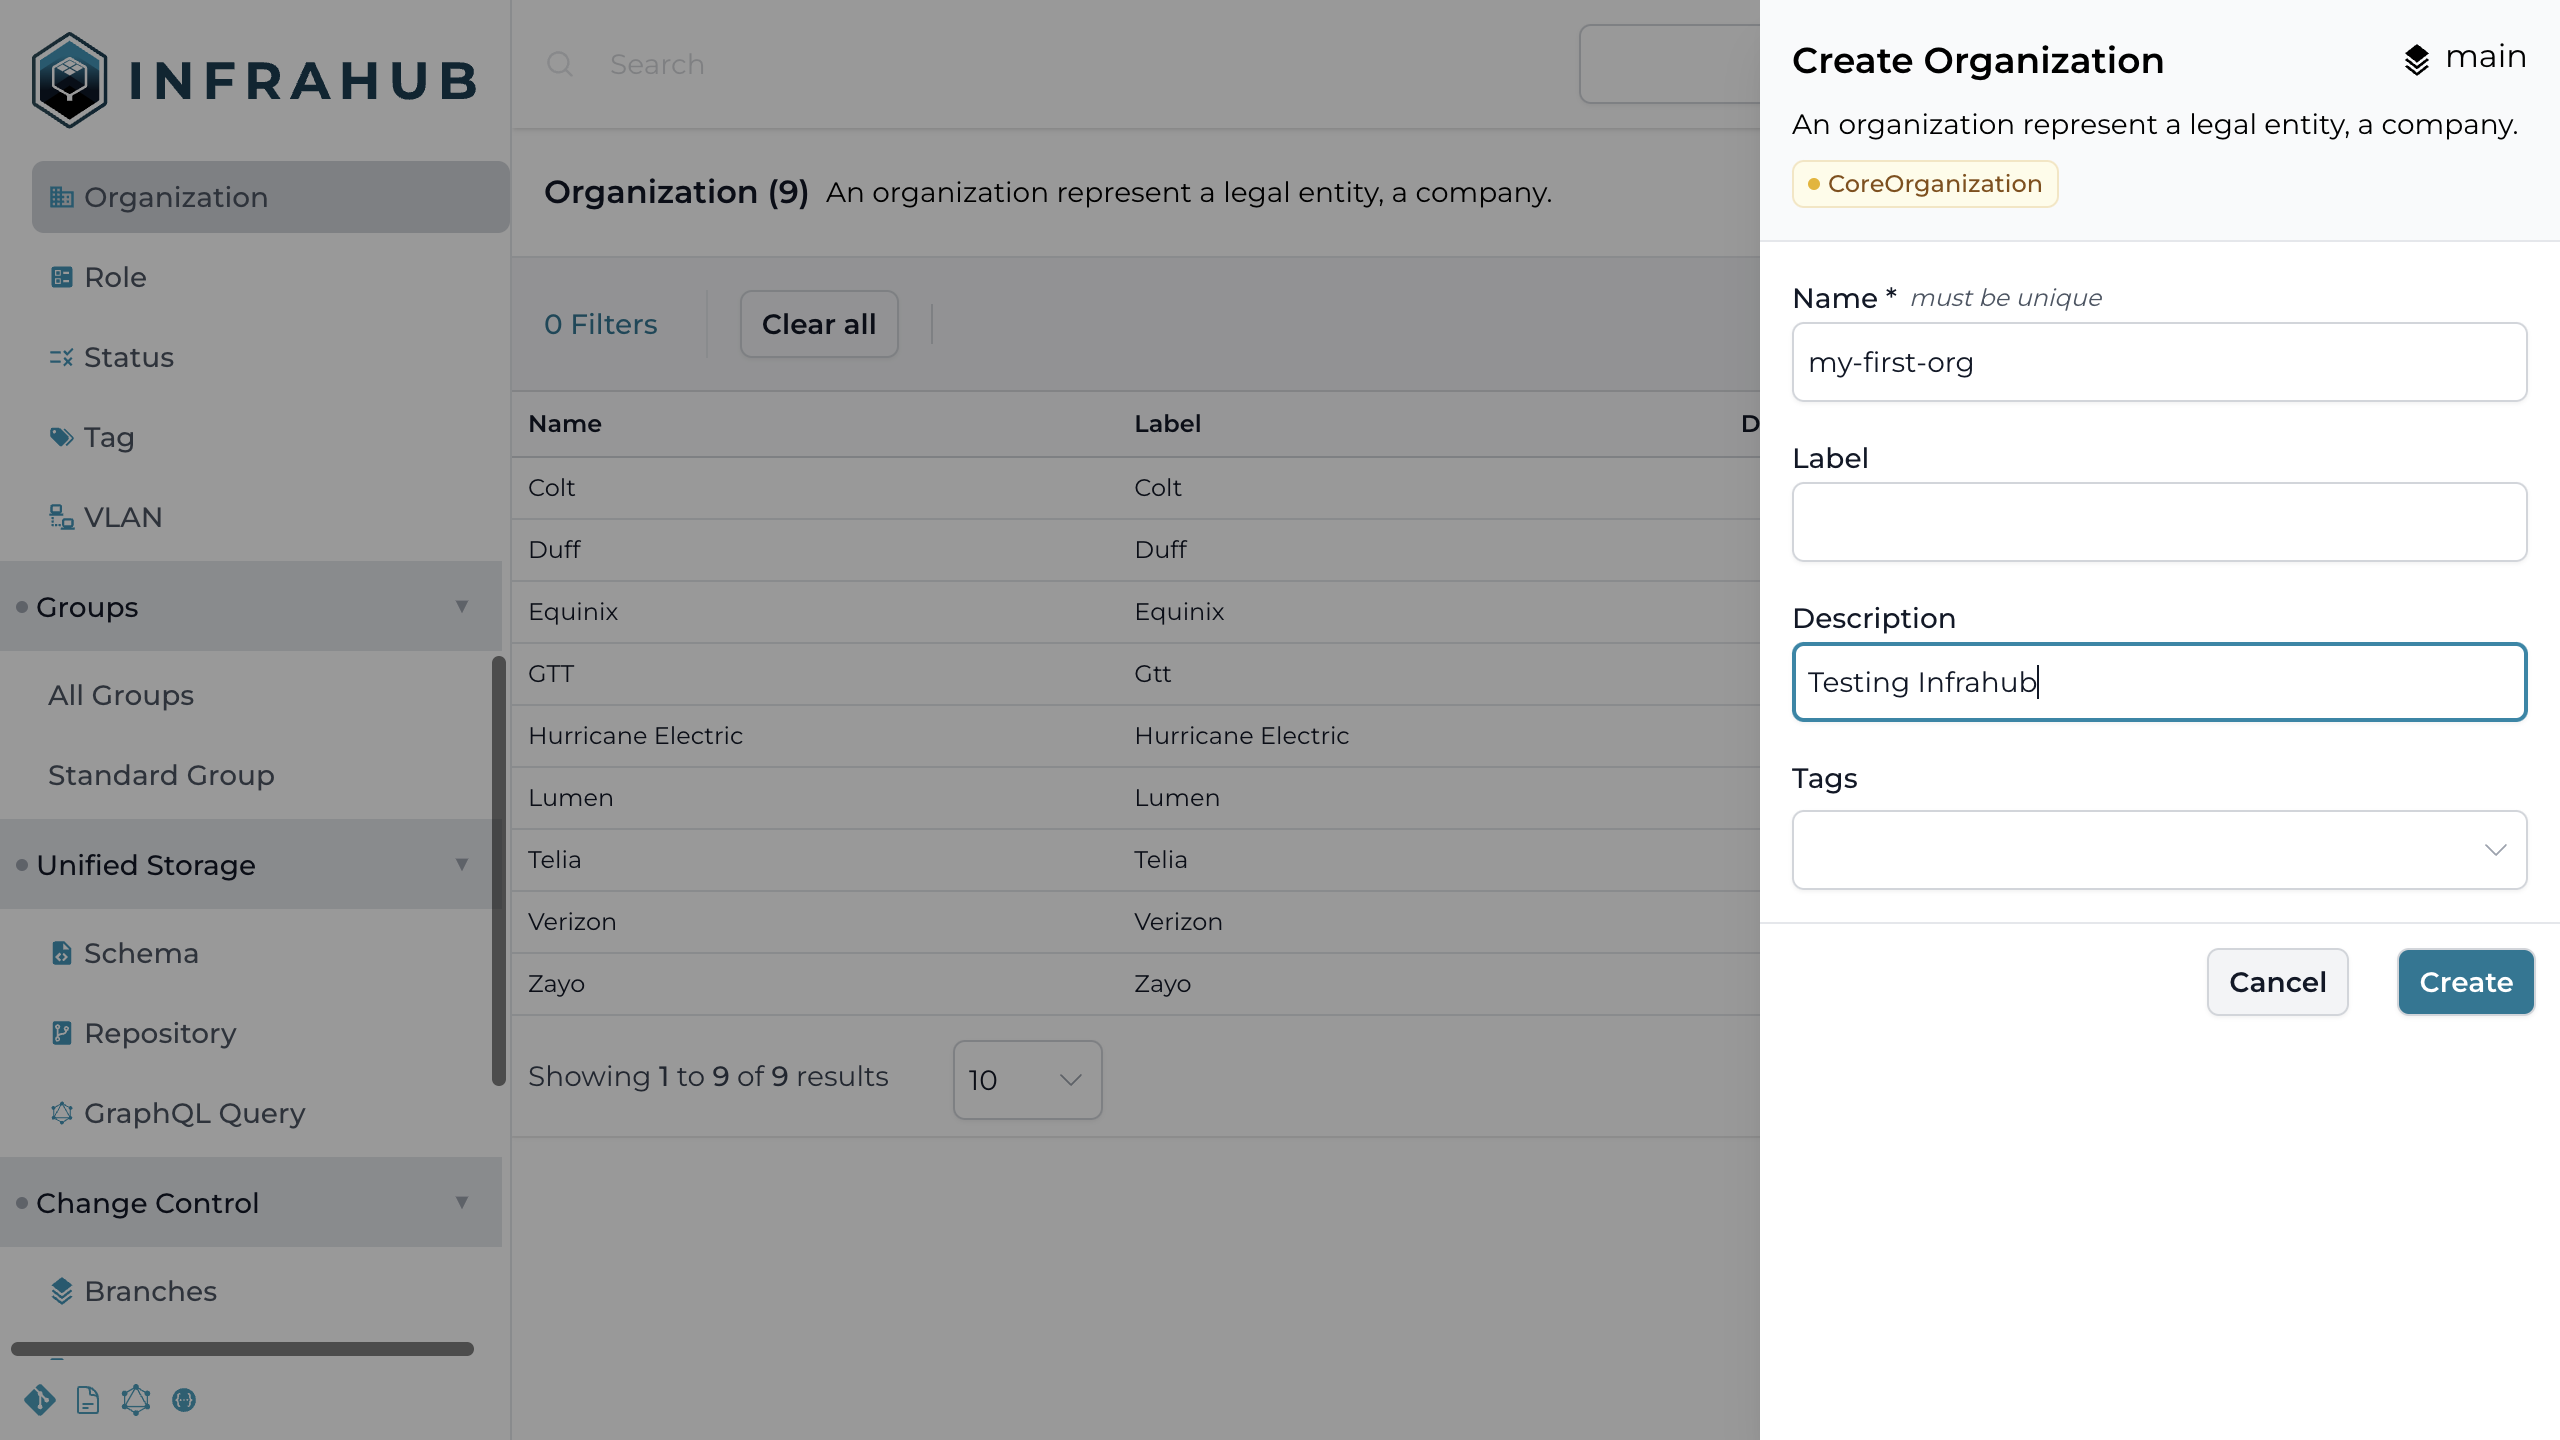 INFRAHUB
Organization
Role
Status
Tag
VLAN
Groups
All Groups
Standard Group
Unified Storage
Schema
Repository
GraphQL Query
Change Control
Branches
Search
Organization (9) An organization represent a legal entity, a company.
0 Filters Clear all
Name Label D
Colt Colt
Duff Duff
Equinix Equinix
GTT Gtt
Hurricane Electric Hurricane Electric
Lumen Lumen
Telia Telia
Verizon Verizon
Zayo Zayo
Showing 1 to 9 of 9 results 10
Create Organization main
An organization represent a legal entity, a company.
CoreOrganization
Name * must be unique
my-first-org
Label
Description
Testing Infrahub
Tags
Cancel Create